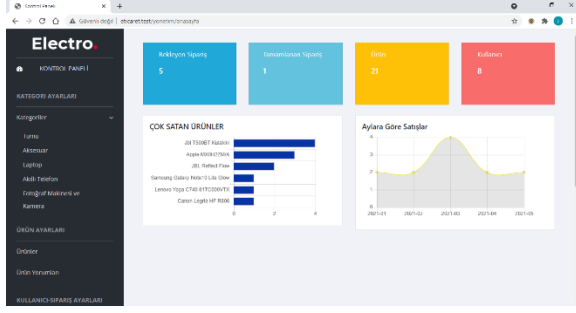 Kontrol Paneli
Güvenli değil | eticaret.test/yonetim/anasayfa
Electro.
KONTROL PANELİ
KATEGORİ AYARLARI
Kategoriler
Tümü
Aksesuar
Laptop
Akıllı Telefon
Fotoğraf Makinesi ve
Kamera
ÜRÜN AYARLARI
Ürünler
Ürün Yorumları
KULLANICI-SİPARİŞ AYARLARI
Bekleyen Sipariş
5
Tamamlanan Sipariş
1
Ürün
21
Kullanıcı
8
ÇOK SATAN ÜRÜNLER
Jbl T500BT Kulaklık
Apple
JBL Reflect Flow
Samsung Galaxy Note10 Lite Glow
Lenovo Yoga C740 81TC000VTX
Canon Legria HF R806
0 2 4
Aylara Göre Satışlar
4
3
2
1
0
2021-01 2021-02 2021-03 2021-04 2021-05